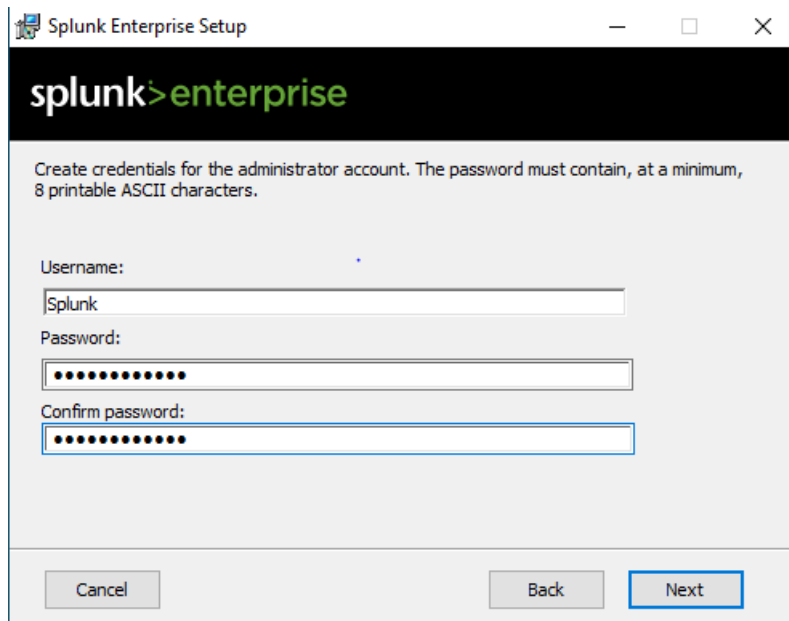 Splunk Enterprise Setup
splunk>enterprise
Create credentials for the administrator account. The password must contain, at a minimum,
8 printable ASCII characters.
Username:
Splunk
Password:
●●●●●●●●●●●●
Confirm password:
●●●●●●●●●●●●
Cancel
Back
Next